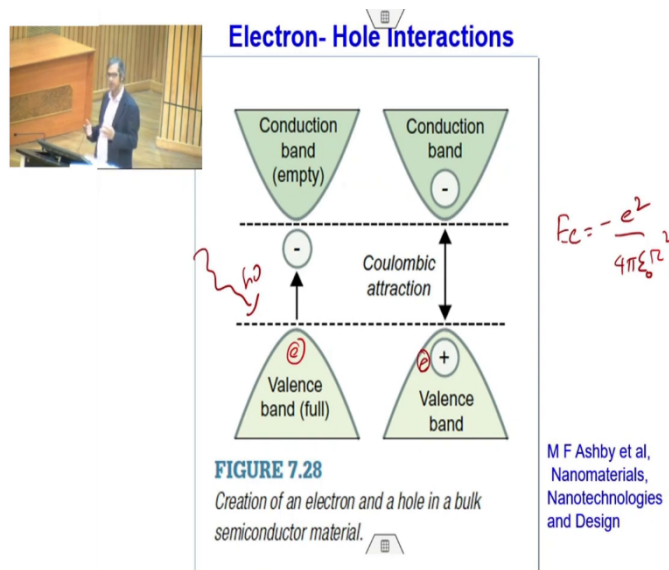 Electron- Hole Interactions
Conduction
band
(empty)
Conduction
band
-
-
Coulombic
attraction
hν
Fc = - e²
4πε₀r²
e
e +
Valence
band (full)
Valence
band
FIGURE 7.28
Creation of an electron and a hole in a bulk
semiconductor material.
M F Ashby et al,
Nanomaterials,
Nanotechnologies
and Design